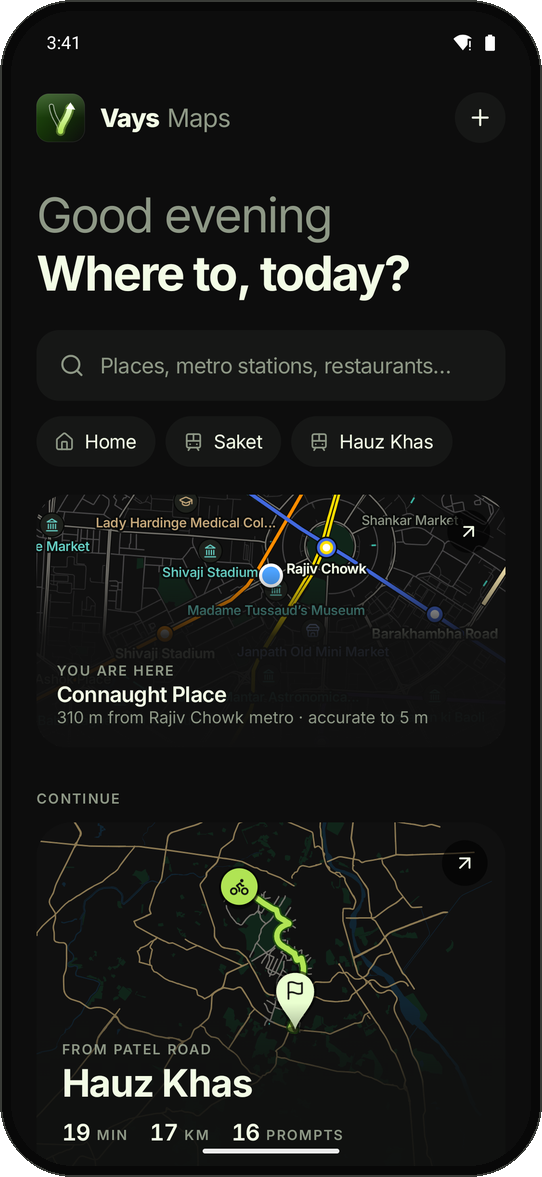 3:41
Vays Maps
Good evening
Where to, today?
Places, metro stations, restaurants...
Home
Saket
Hauz Khas
Lady Hardinge Medical Col...
Shankar Market
e Market
Shivaji Stadium
Rajiv Chowk
Madame Tussaud's Museum
Barakhambha Road
Shivaji Stadium
Janpath Old Mini Market
YOU ARE HERE
Connaught Place
310 m from Rajiv Chowk metro · accurate to 5 m
CONTINUE
FROM PATEL ROAD
Hauz Khas
19 MIN 17 KM 16 PROMPTS